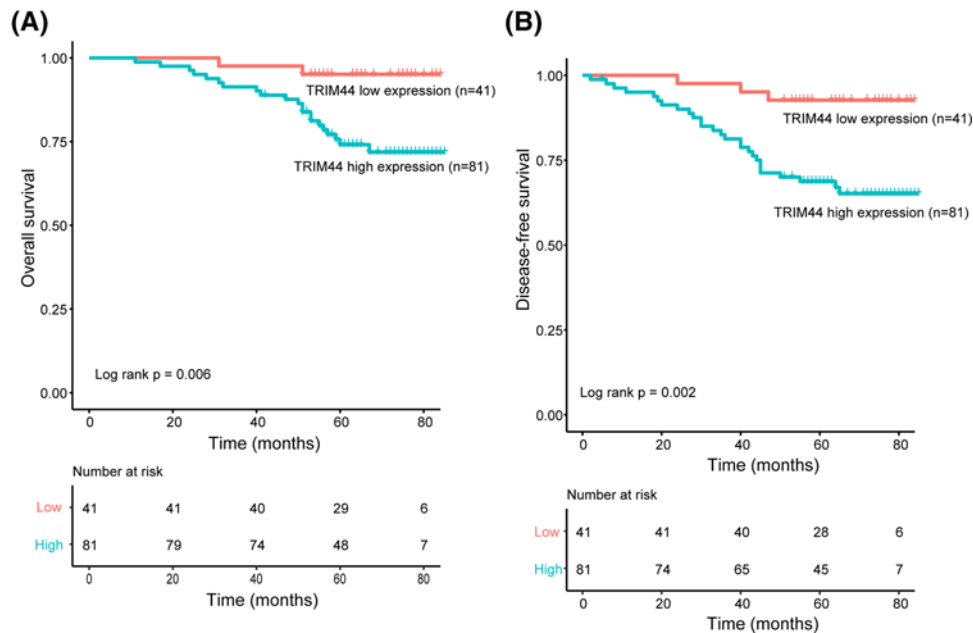 (A)
Overall survival
1.00
0.75
0.50
0.25
0.00
TRIM44 low expression (n=41)
TRIM44 high expression (n=81)
Log rank p = 0.006
0 20 40 60 80
Time (months)
Number at risk
Low 41 41 40 29 6
High 81 79 74 48 7
0 20 40 60 80
Time (months)
(B)
Disease-free survival
1.00
0.75
0.50
0.25
0.00
TRIM44 low expression (n=41)
TRIM44 high expression (n=81)
Log rank p = 0.002
0 20 40 60 80
Time (months)
Number at risk
Low 41 41 40 28 6
High 81 74 65 45 7
0 20 40 60 80
Time (months)